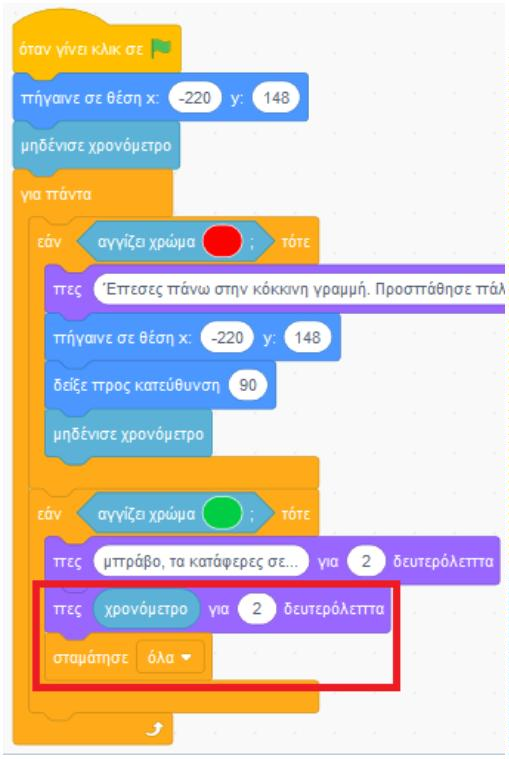 όταν γίνει κλικ σε
πήγαινε σε θέση x: -220 y: 148
μηδένισε χρονόμετρο
για πάντα
εάν αγγίζει χρώμα ; τότε
πες Έπεσες πάνω στην κόκκινη γραμμή. Προσπάθησε πάλ
πήγαινε σε θέση x: -220 y: 148
δείξε προς κατεύθυνση 90
μηδένισε χρονόμετρο
εάν αγγίζει χρώμα ; τότε
πες μπράβο, τα κατάφερες σε... για 2 δευτερόλεπτα
πες χρονόμετρο για 2 δευτερόλεπτα
σταμάτησε όλα